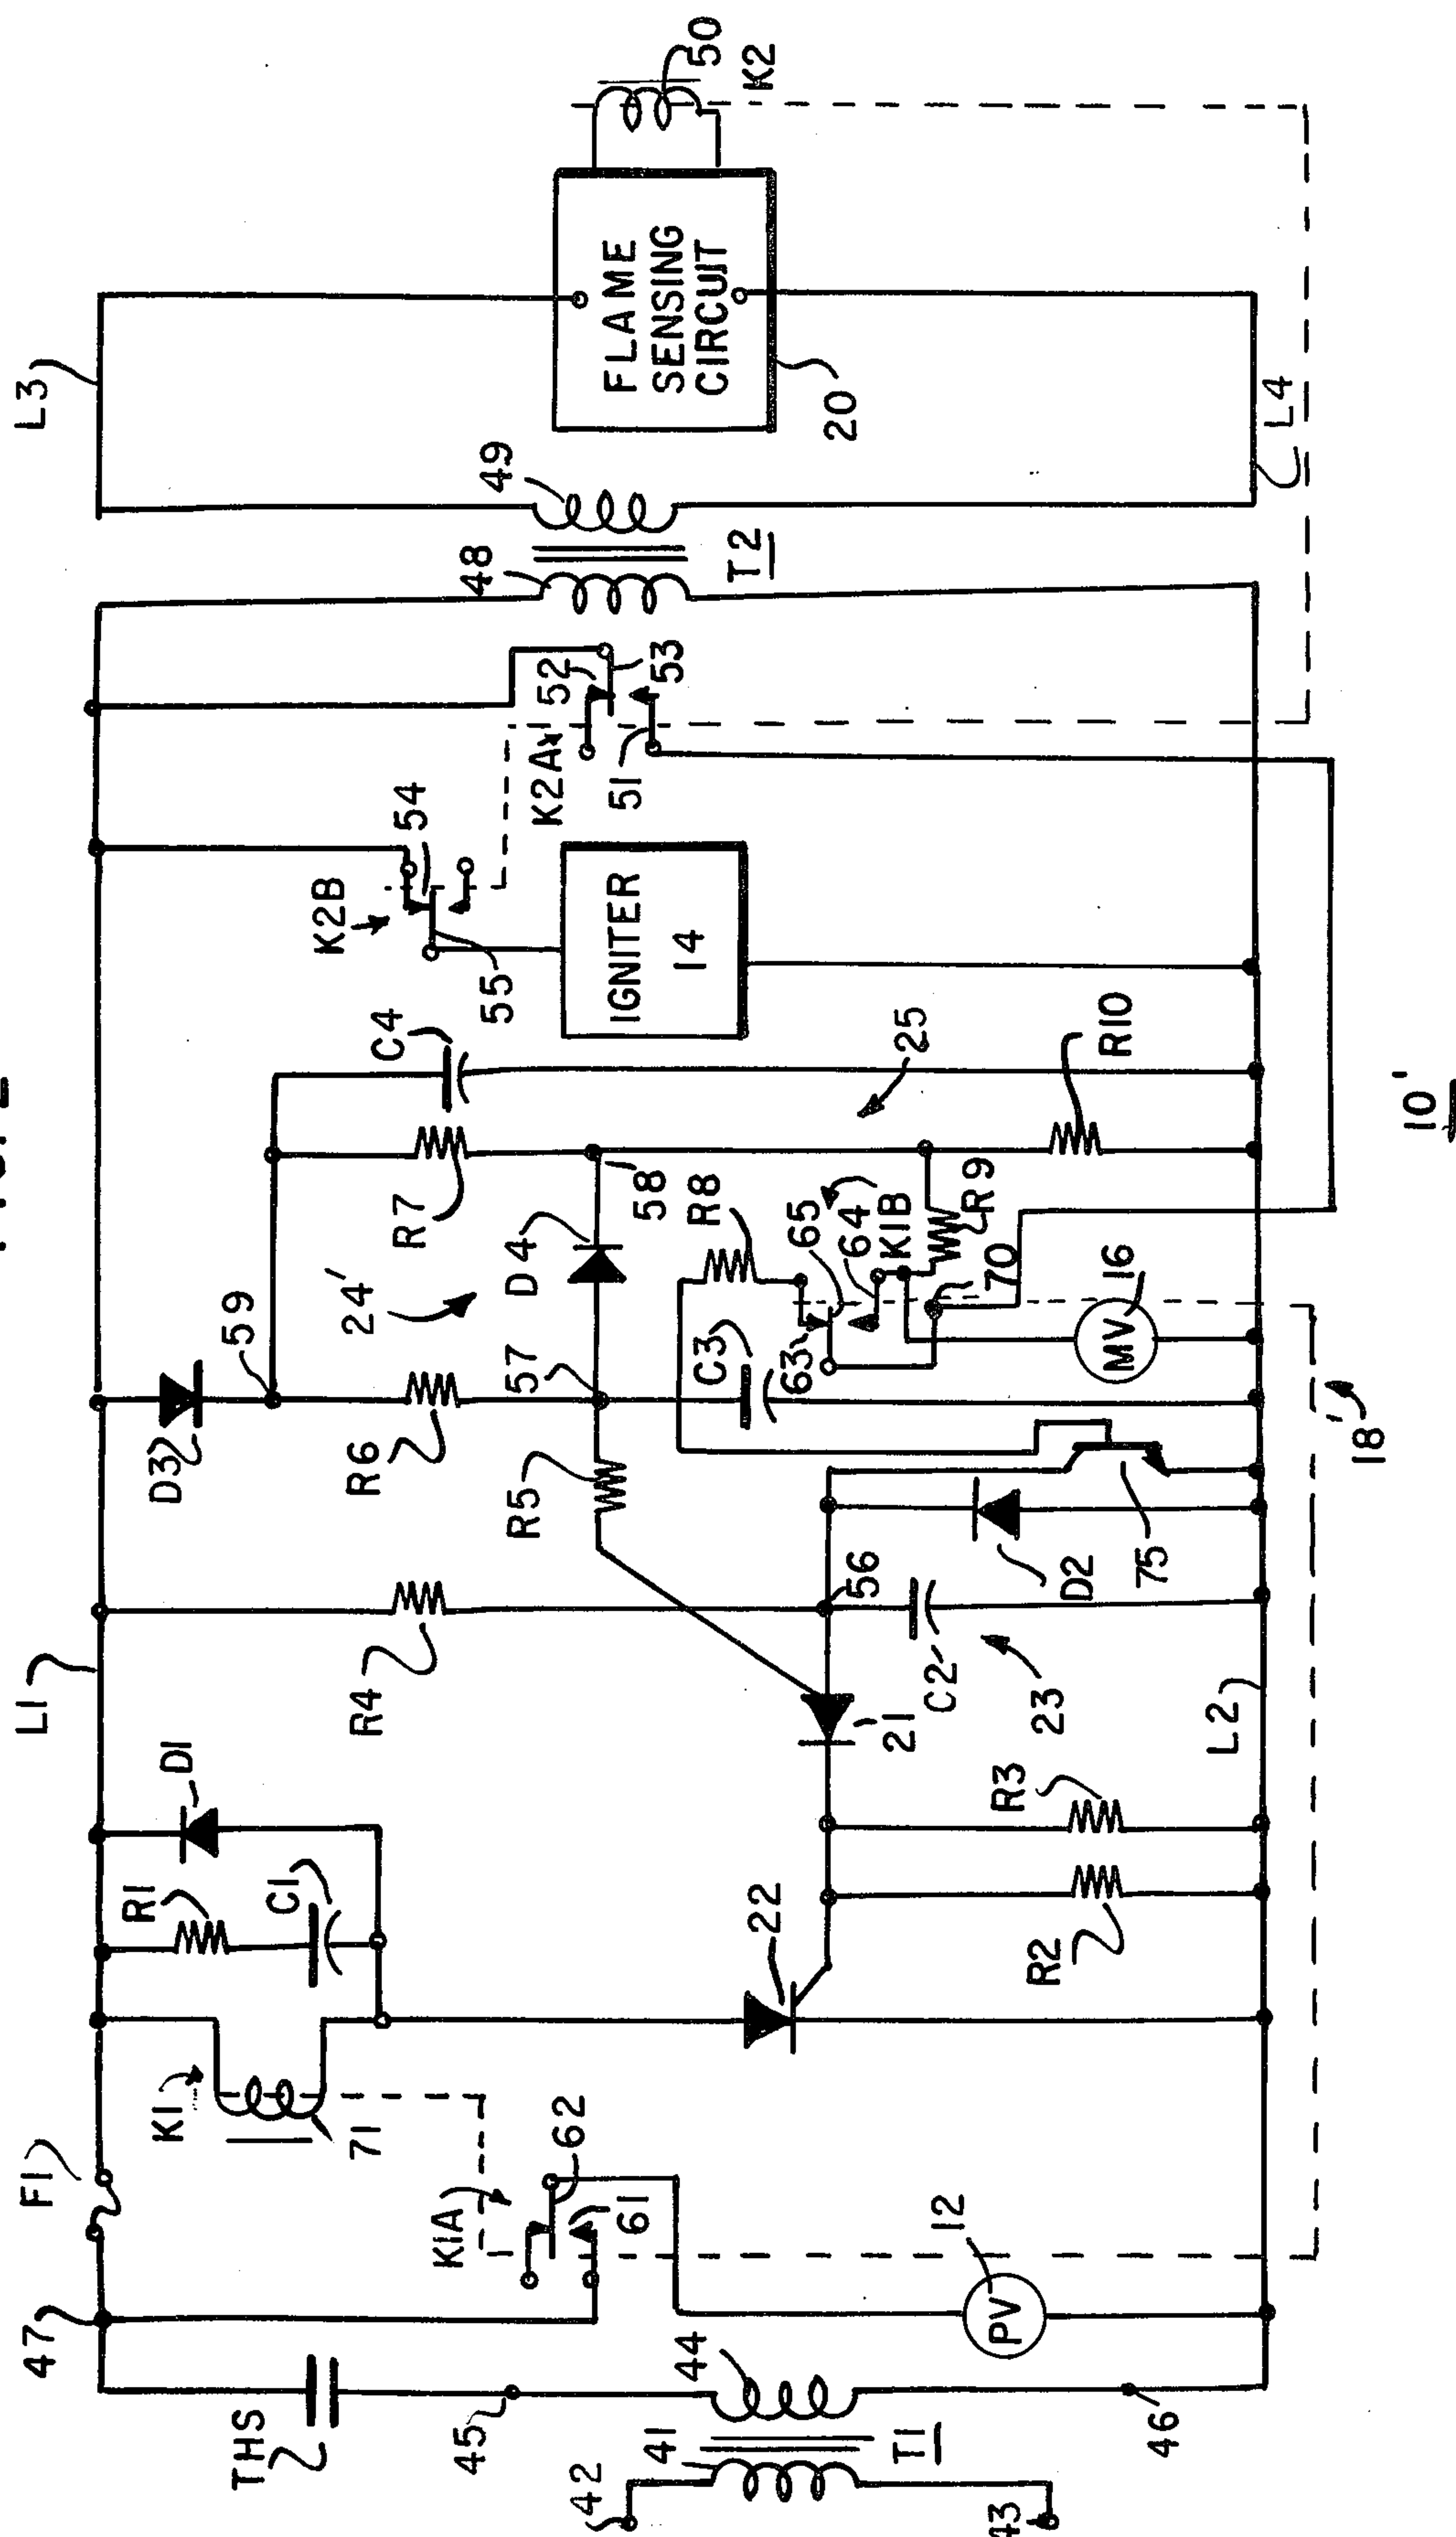 L3
50
K2
FLAME
SENSING
CIRCUIT
20
L4
49
48
T2
52
53
K2A
51
54
K2B
55
IGNITER
14
C4
25
R10
R7
58
R8
65
64
K1B
R9
70
24'
D4
59
57
C3
63
MV
16
18'
10'
D3
R6
R5
R4
56
D2
75
C2
23
21
L1
L2
D1
R1
C1
22
R3
R2
K1
71
F1
K1A
62
61
12
PV
47
THS
45
44
41
T1
46
42
43